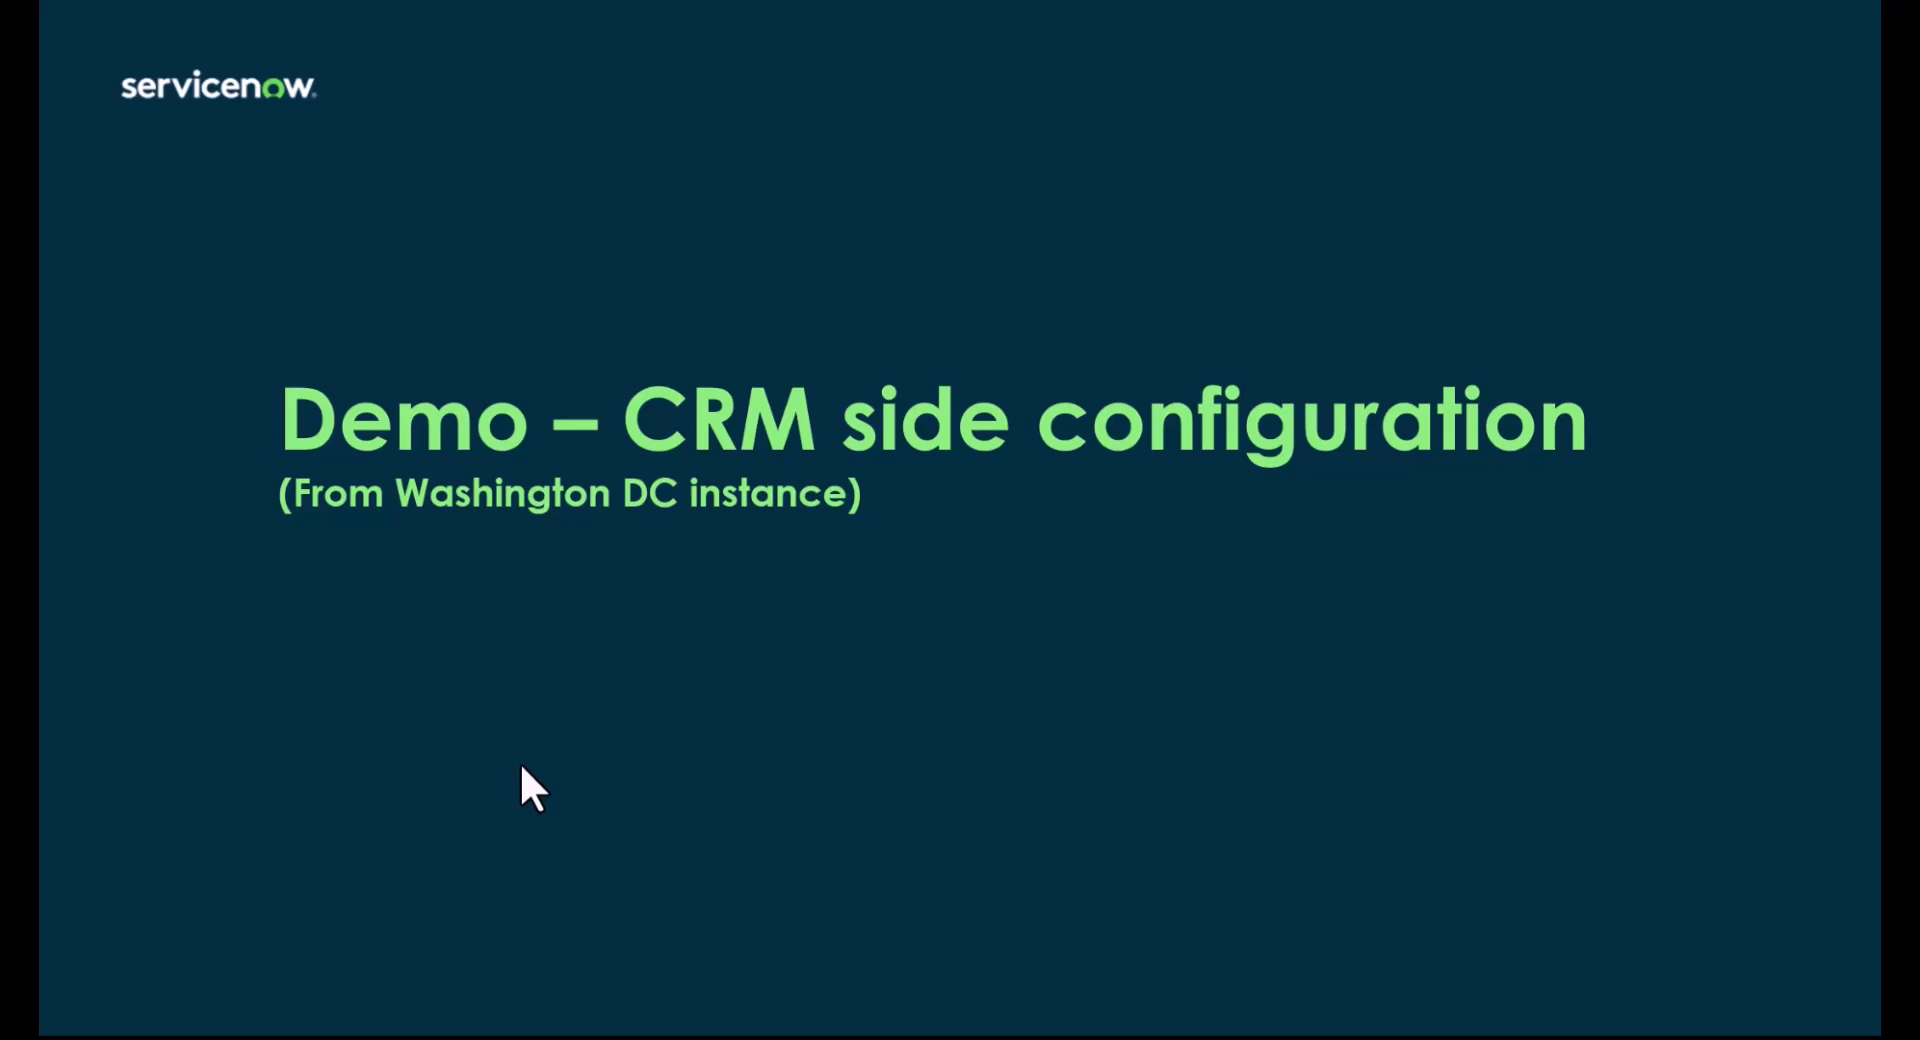 servicenow
Demo – CRM side configuration
(From Washington DC instance)